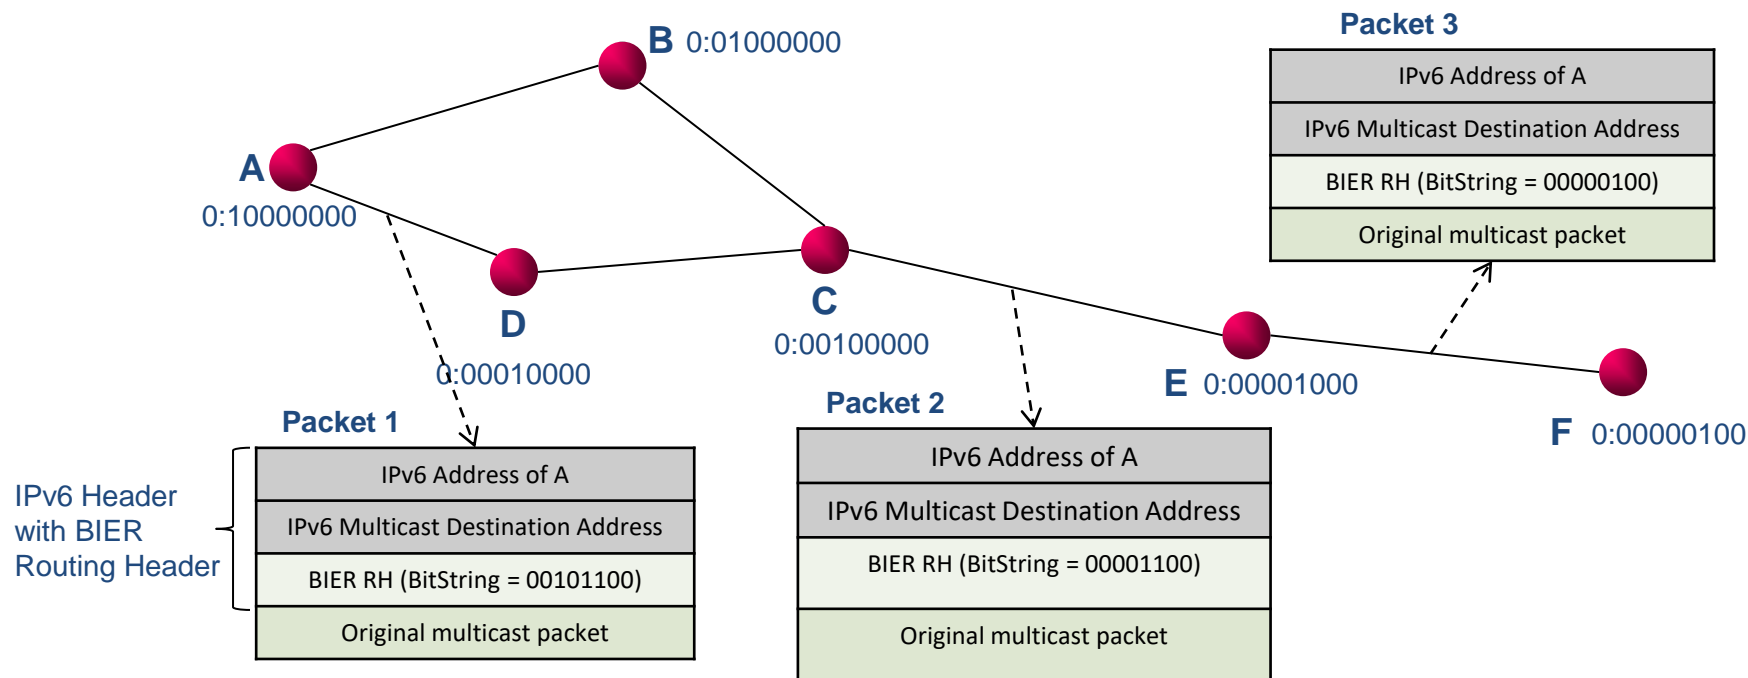 Packet 3
B 0:01000000
IPv6 Address of A
IPv6 Multicast Destination Address
BIER RH (BitString = 00000100)
Original multicast packet
A
0:10000000
D
0:00010000
C
0:00100000
E 0:00001000
F 0:00000100
Packet 1
IPv6 Address of A
IPv6 Multicast Destination Address
BIER RH (BitString = 00101100)
Original multicast packet
IPv6 Header
with BIER
Routing Header
Packet 2
IPv6 Address of A
IPv6 Multicast Destination Address
BIER RH (BitString = 00001100)
Original multicast packet